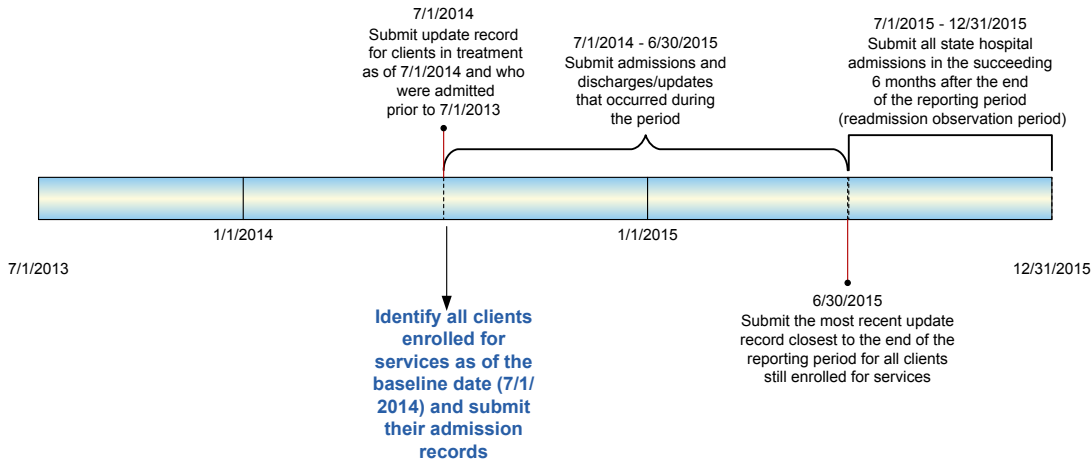 7/1/2014
Submit update record
for clients in treatment
as of 7/1/2014 and who
were admitted
prior to 7/1/2013
7/1/2014 - 6/30/2015
Submit admissions and
discharges/updates
that occurred during
the period
7/1/2015 - 12/31/2015
Submit all state hospital
admissions in the succeeding
6 months after the end
of the reporting period
(readmission observation period)
1/1/2014
1/1/2015
7/1/2013
12/31/2015
Identify all clients
enrolled for
services as of the
baseline date (7/1/
2014) and submit
their admission
records
6/30/2015
Submit the most recent update
record closest to the end of the
reporting period for all clients
still enrolled for services